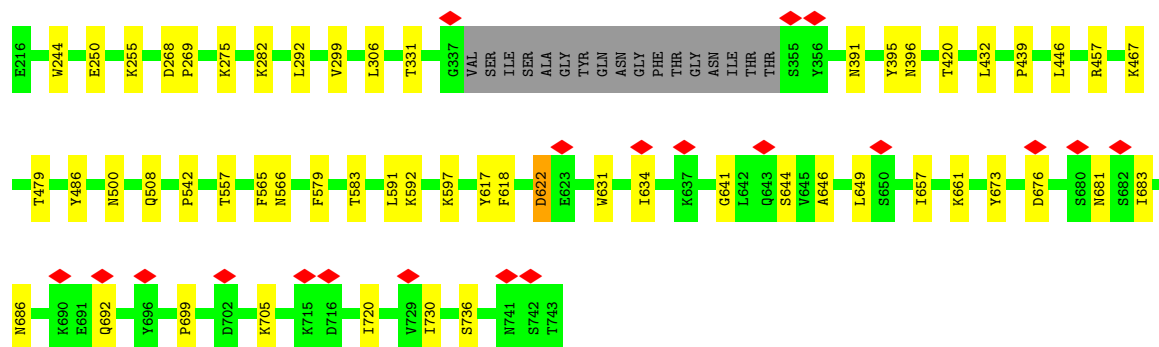 E216 W244 E250 K255 D268 P269 K275 K282 L292 V299 L306 T331 G337 VAL SER ILE SER ALA GLY TYR GLN ASN GLY PHE THR GLY ASN ILE THR THR S355 Y356 N391 Y395 N396 T420 L432 P439 L446 R457 K467
T479 Y486 N500 Q508 P542 T557 F565 N566 F579 T583 L591 K592 K597 Y617 F618 D622 E623 W631 I634 K637 G641 L642 Q643 S644 V645 A646 L649 S650 I657 K661 Y673 D676 S680 N681 S682 I683
N686 K690 E691 Q692 Y696 P699 D702 K705 K715 D716 I720 V729 I730 S736 N741 S742 T743